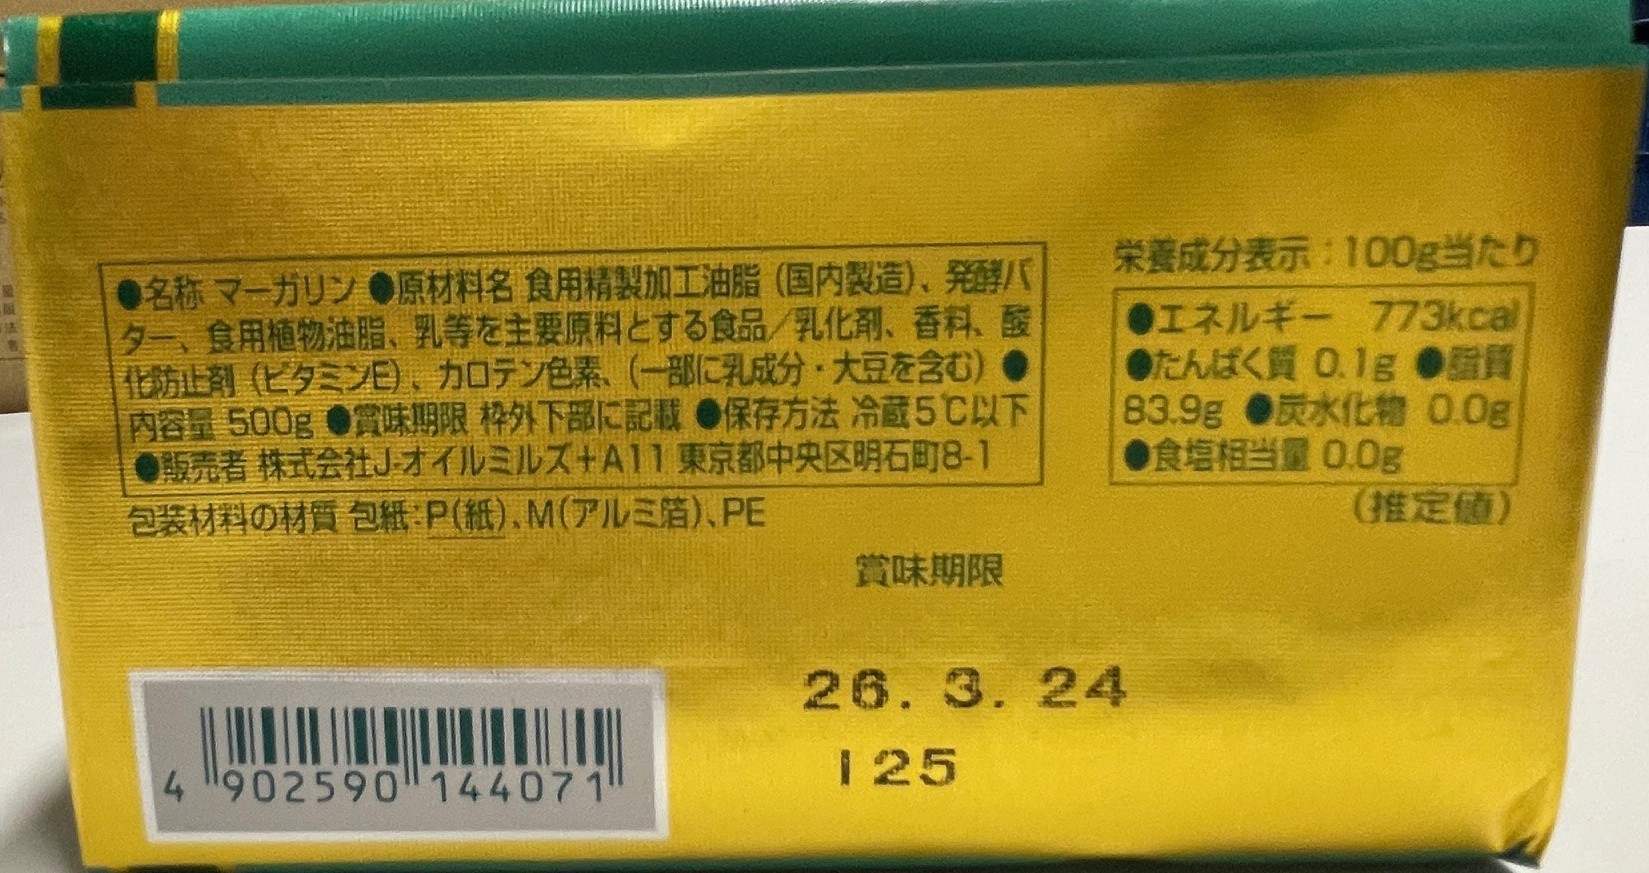 ●名称 マーガリン ●原材料名 食用精製加工油脂（国内製造）、発酵バ
ター、食用植物油脂、乳等を主要原料とする食品／乳化剤、香料、酸
化防止剤（ビタミンE）、カロテン色素、（一部に乳成分・大豆を含む）●
内容量 500g ●賞味期限 枠外下部に記載 ●保存方法 冷蔵5℃以下
●販売者 株式会社J-オイルミルズ+A11 東京都中央区明石町8-1
包装材料の材質 包紙：P(紙)、M(アルミ箔)、PE
栄養成分表示：100g当たり
●エネルギー 773kcal
●たんぱく質 0.1g ●脂質
83.9g ●炭水化物 0.0g
●食塩相当量 0.0g
（推定値）
賞味期限
26. 3. 24
125
4 902590 144071